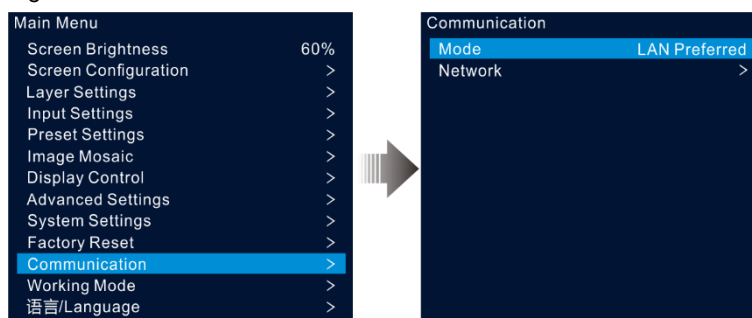 Main Menu
Screen Brightness 60%
Screen Configuration >
Layer Settings >
Input Settings >
Preset Settings >
Image Mosaic >
Display Control >
Advanced Settings >
System Settings >
Factory Reset >
Communication >
Working Mode >
语言/Language >
Communication
Mode LAN Preferred
Network >